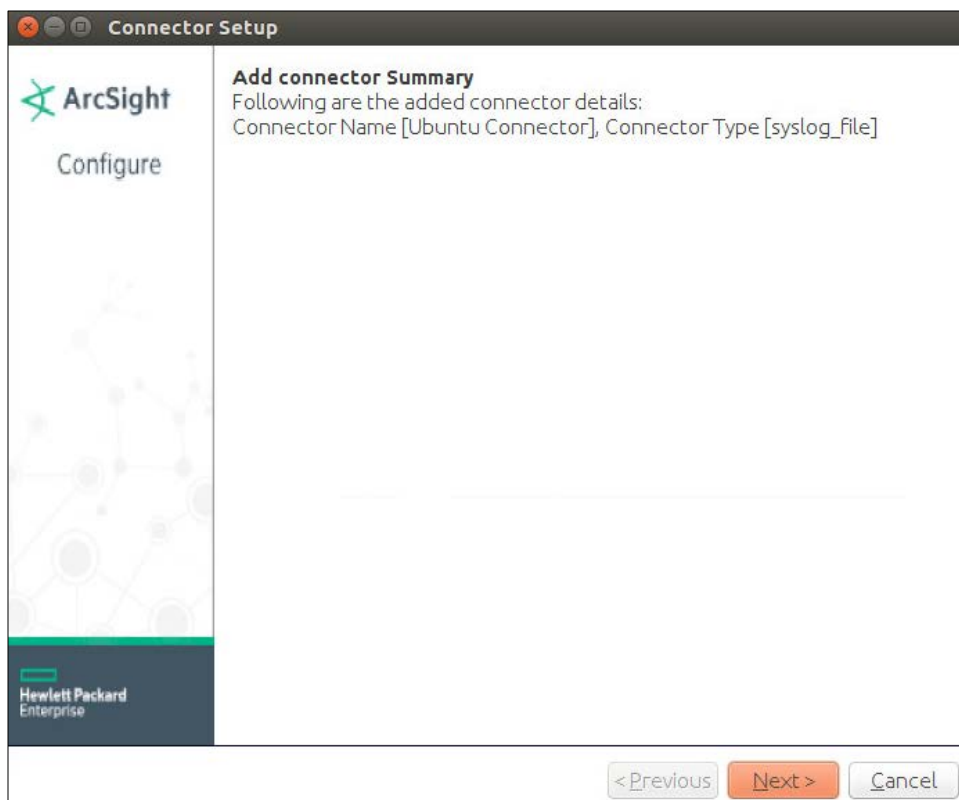 Connector Setup
ArcSight
Configure
Add connector Summary
Following are the added connector details:
Connector Name [Ubuntu Connector], Connector Type [syslog_file]
Hewlett Packard
Enterprise
< Previous
Next >
Cancel